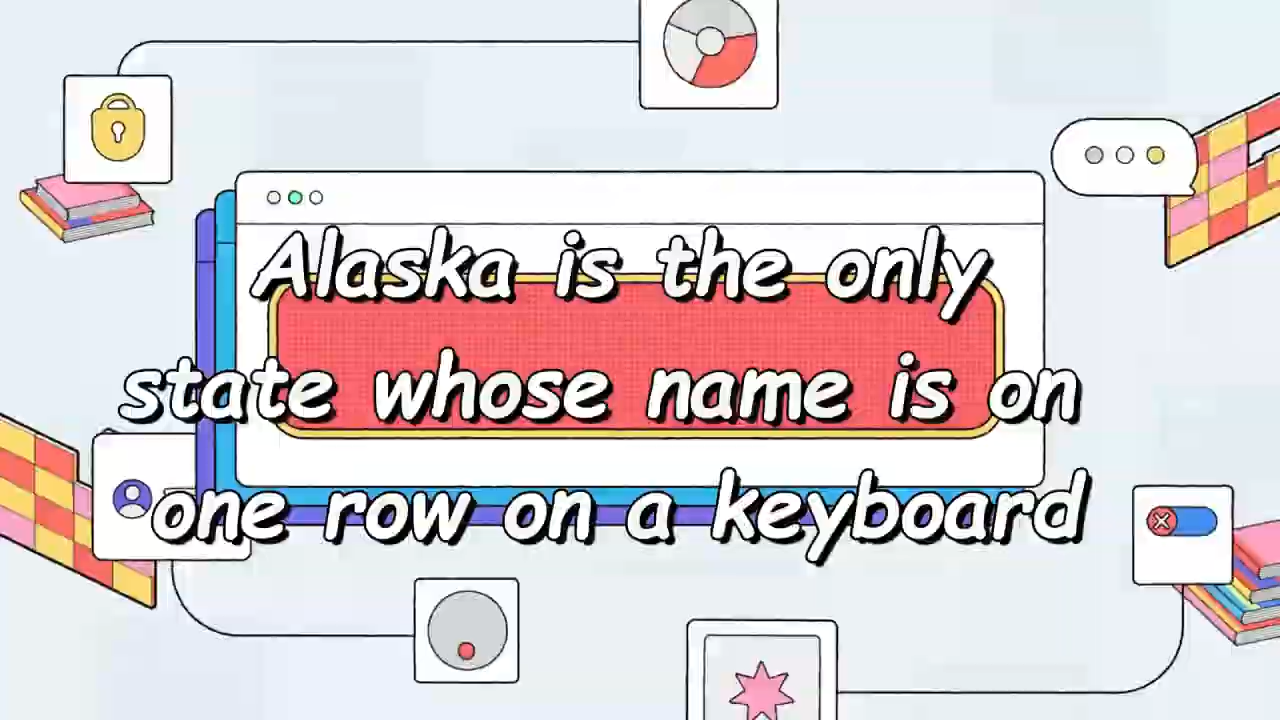 Alaska is the only
state whose name is on
one row on a keyboard